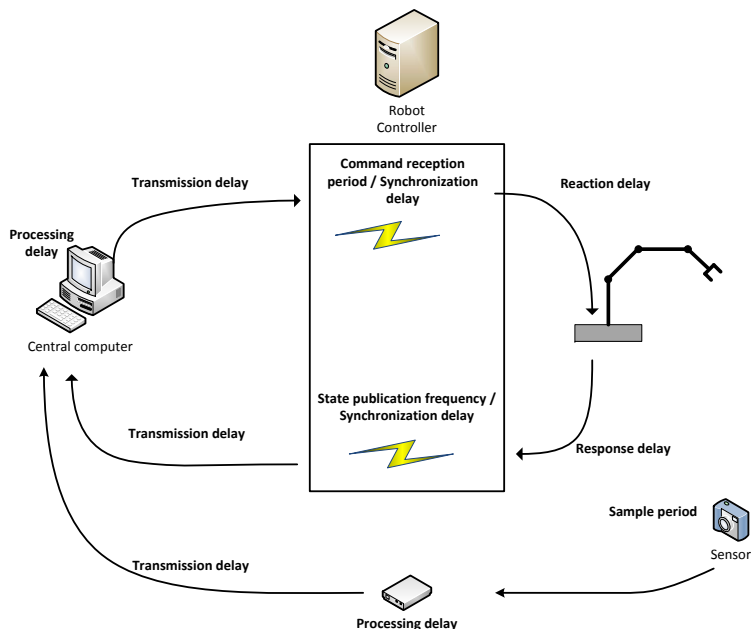 Robot
Controller
Command reception
period / Synchronization
delay
Transmission delay
Reaction delay
Processing
delay
Central computer
State publication frequency /
Synchronization delay
Transmission delay
Response delay
Sample period
Sensor
Transmission delay
Processing delay